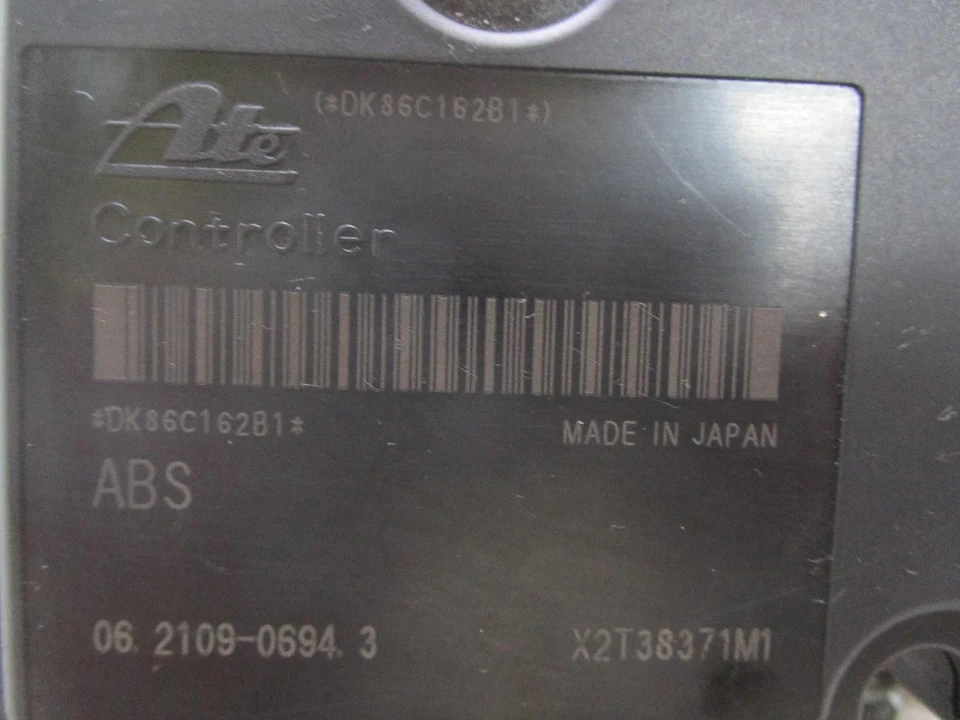 Ate (*DK86C162B1*)
Controller
*DK86C162B1*
MADE IN JAPAN
ABS
06.2109-0694.3
X2T38371M1